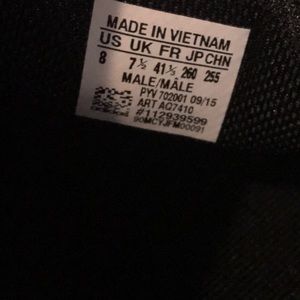 MADE IN VIETNAM
US UK FR JP CHN
8 7½ 41⅓ 260 255
MALE/MÂLE
PYV 702001 09/15
ART AQ7410
#112939599
90MCYJFM00091